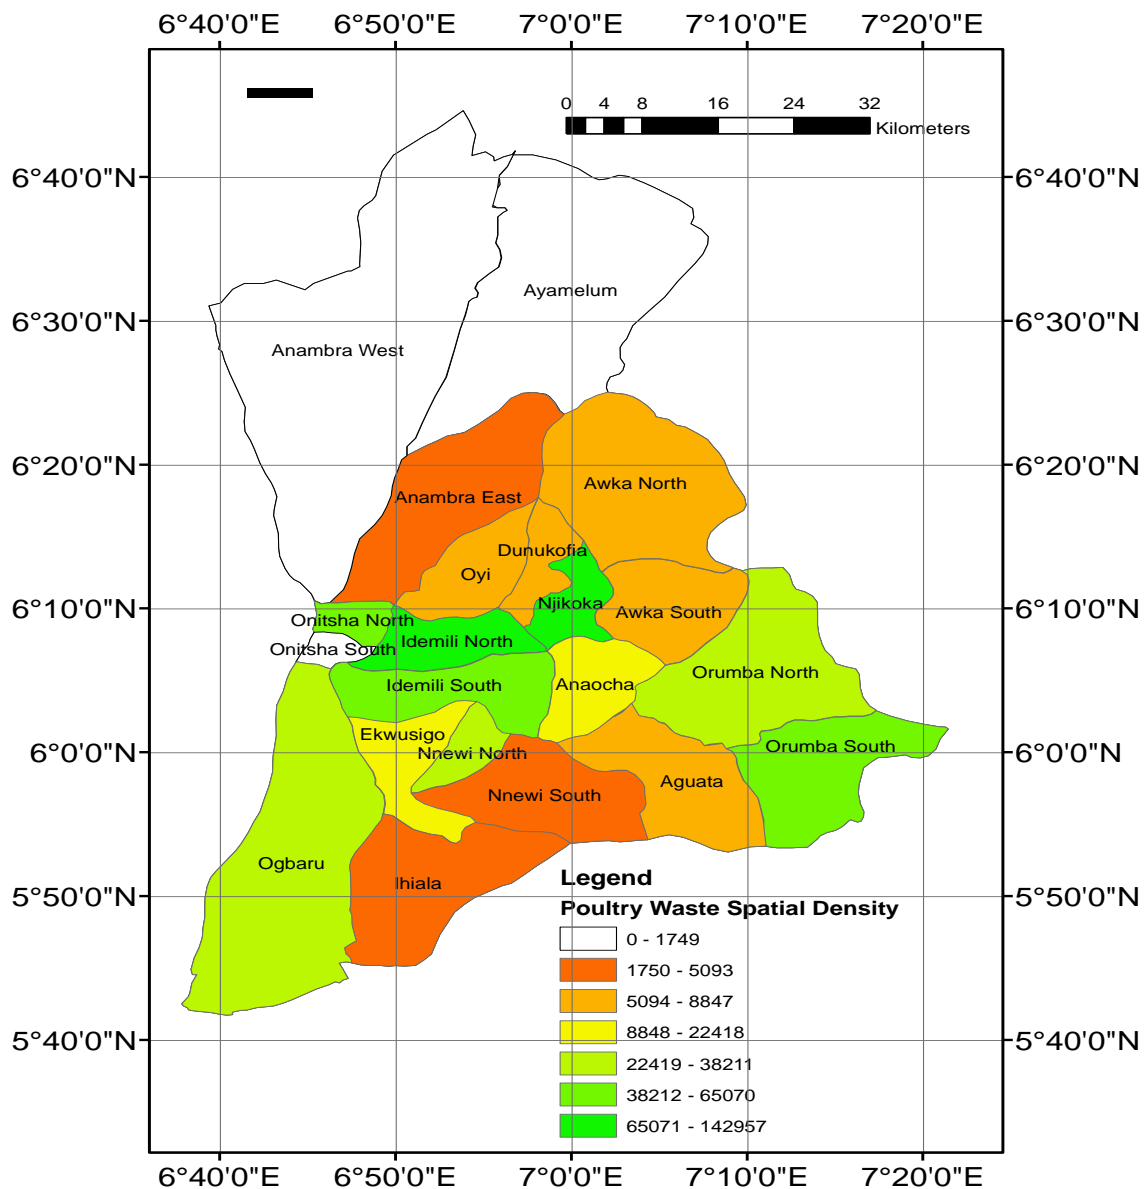 6°40'0"E 6°50'0"E 7°0'0"E 7°10'0"E 7°20'0"E
0 4 8 16 24 32
Kilometers
6°40'0"N 6°40'0"N
Ayamelum
6°30'0"N 6°30'0"N
Anambra West
6°20'0"N 6°20'0"N
Awka North
Anambra East
Dunukofia
Oyi
6°10'0"N Njikoka 6°10'0"N
Awka South
Onitsha North
Idemili North
Onitsha South
Orumba North
Idemili South Anaocha
Ekwusigo
Orumba South
6°0'0"N Nnewi North 6°0'0"N
Aguata
Nnewi South
Ogbaru
Ihiala
Legend
5°50'0"N 5°50'0"N
Poultry Waste Spatial Density
0 - 1749
1750 - 5093
5094 - 8847
8848 - 22418
5°40'0"N 5°40'0"N
22419 - 38211
38212 - 65070
65071 - 142957
6°40'0"E 6°50'0"E 7°0'0"E 7°10'0"E 7°20'0"E